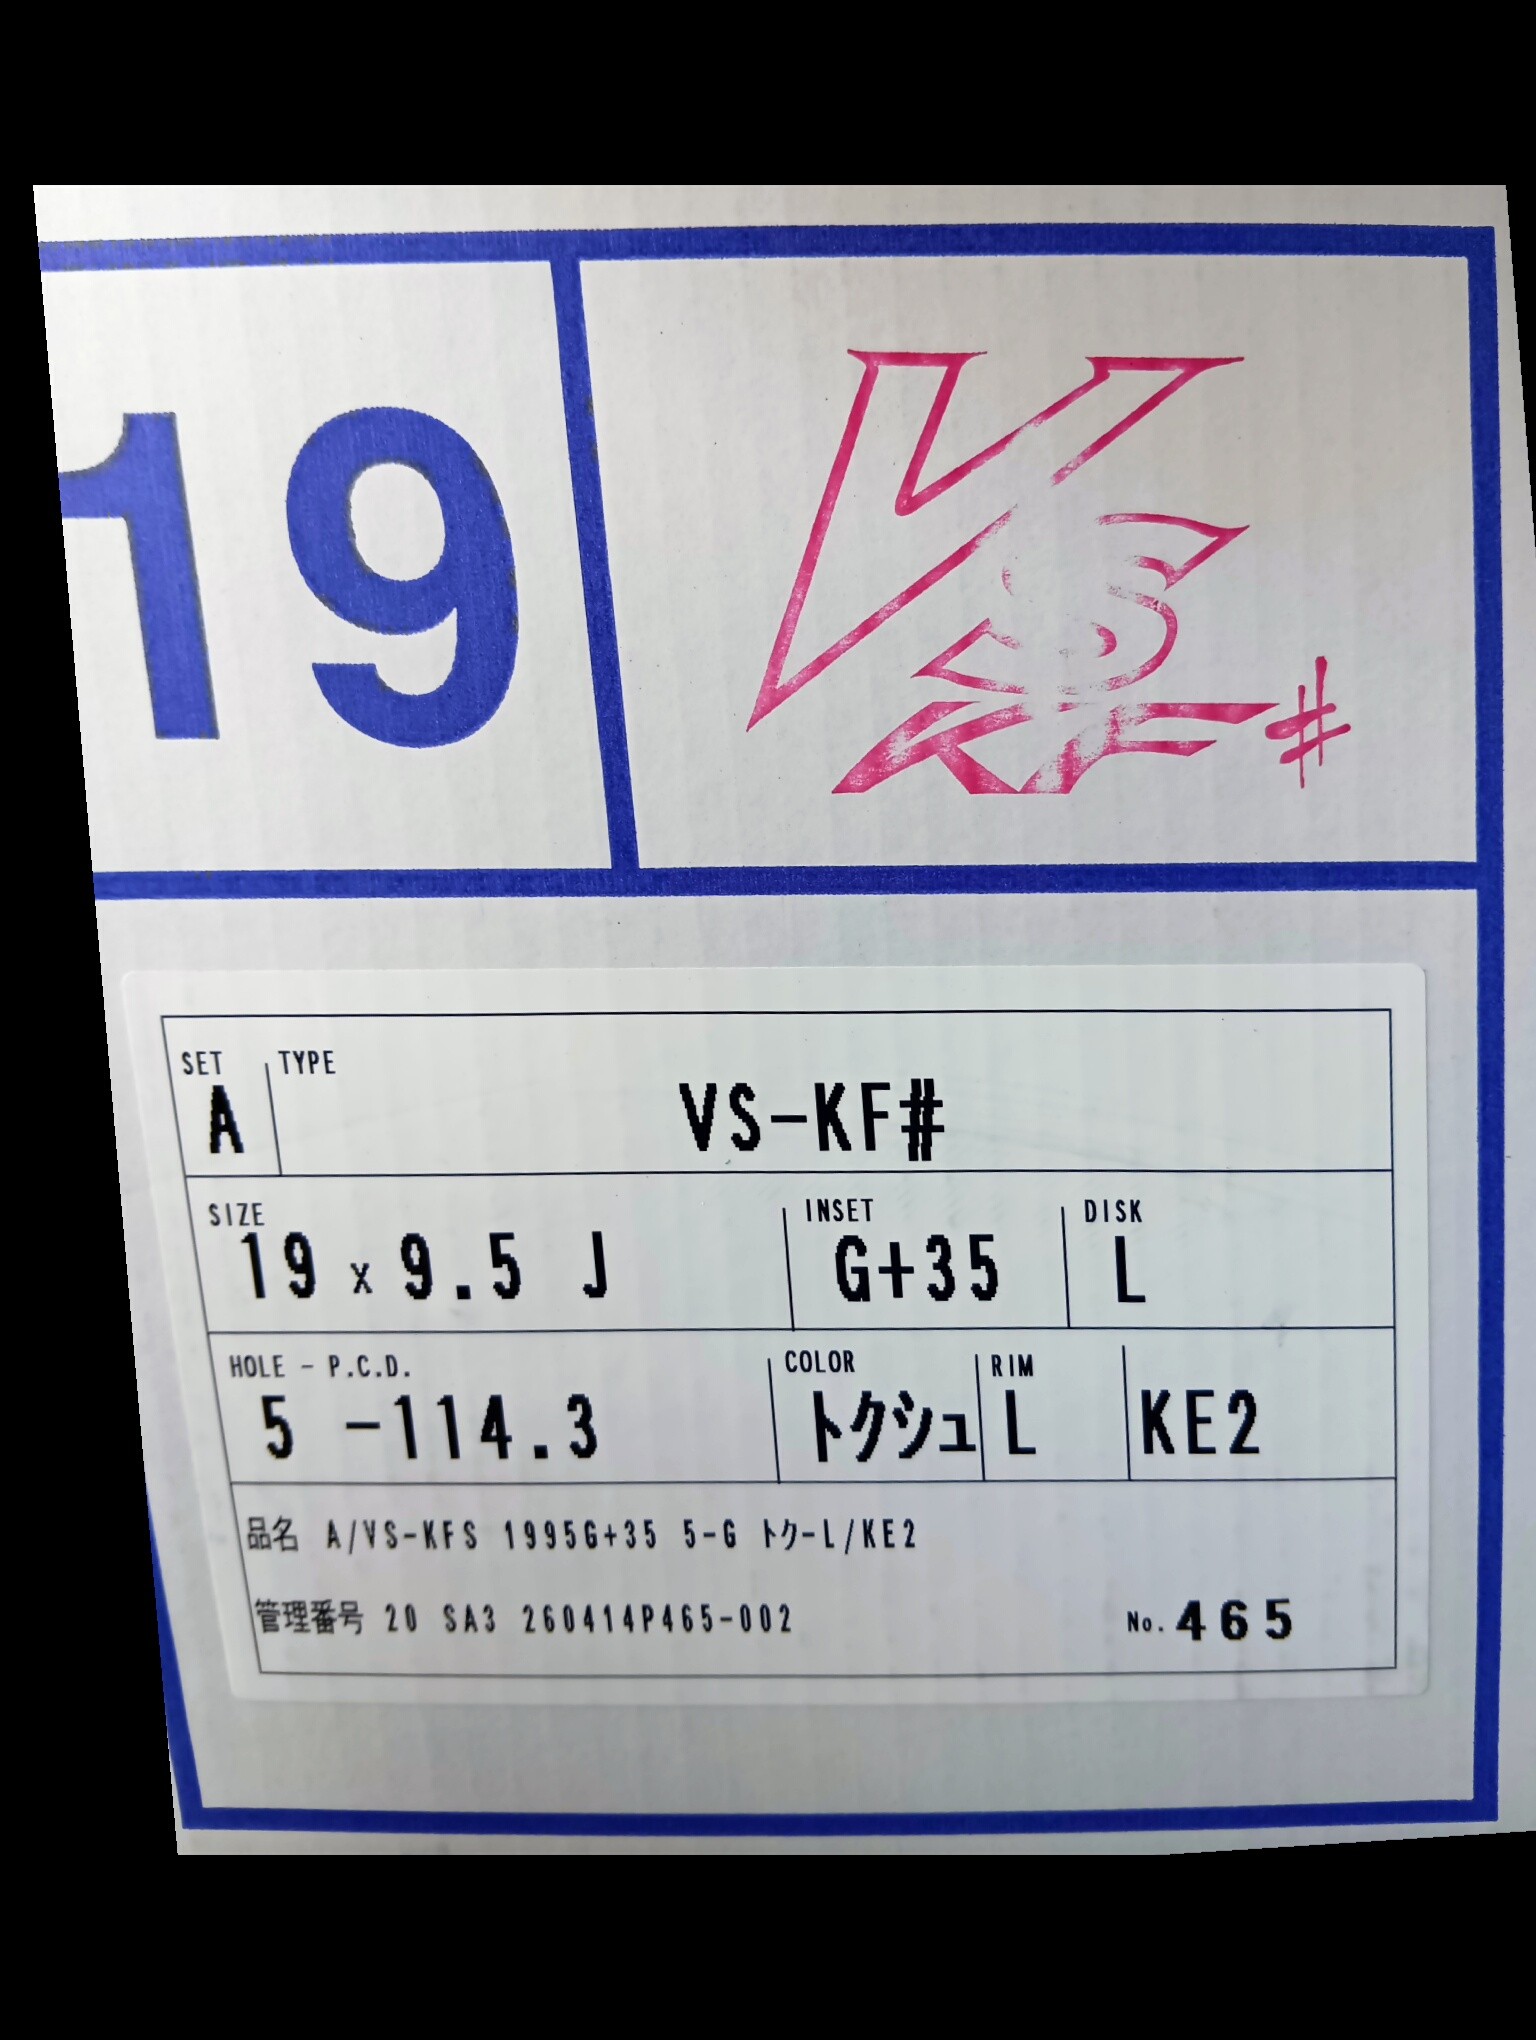 19
VS
KF#
SET TYPE
A VS-KF#
SIZE INSET DISK
19 x 9.5 J G+35 L
HOLE - P.C.D. COLOR RIM
5 -114.3 ﾄｸｼｭ L KE2
品名 A/VS-KFS 1995G+35 5-G ﾄｸ-L/KE2
管理番号 20 SA3 260414P465-002 No. 465